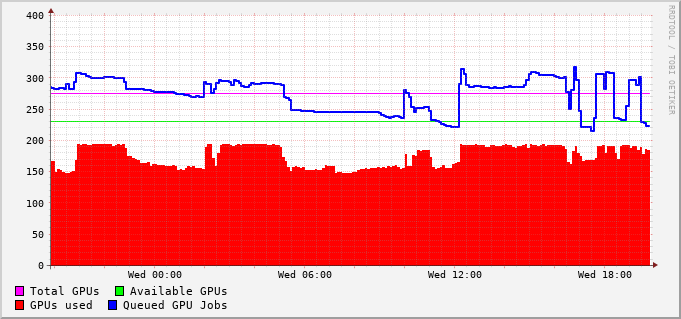 RRDTOOL / TOBI OETIKER
400
350
300
250
200
150
100
50
0
Wed 00:00 Wed 06:00 Wed 12:00 Wed 18:00
Total GPUs Available GPUs
GPUs used Queued GPU Jobs